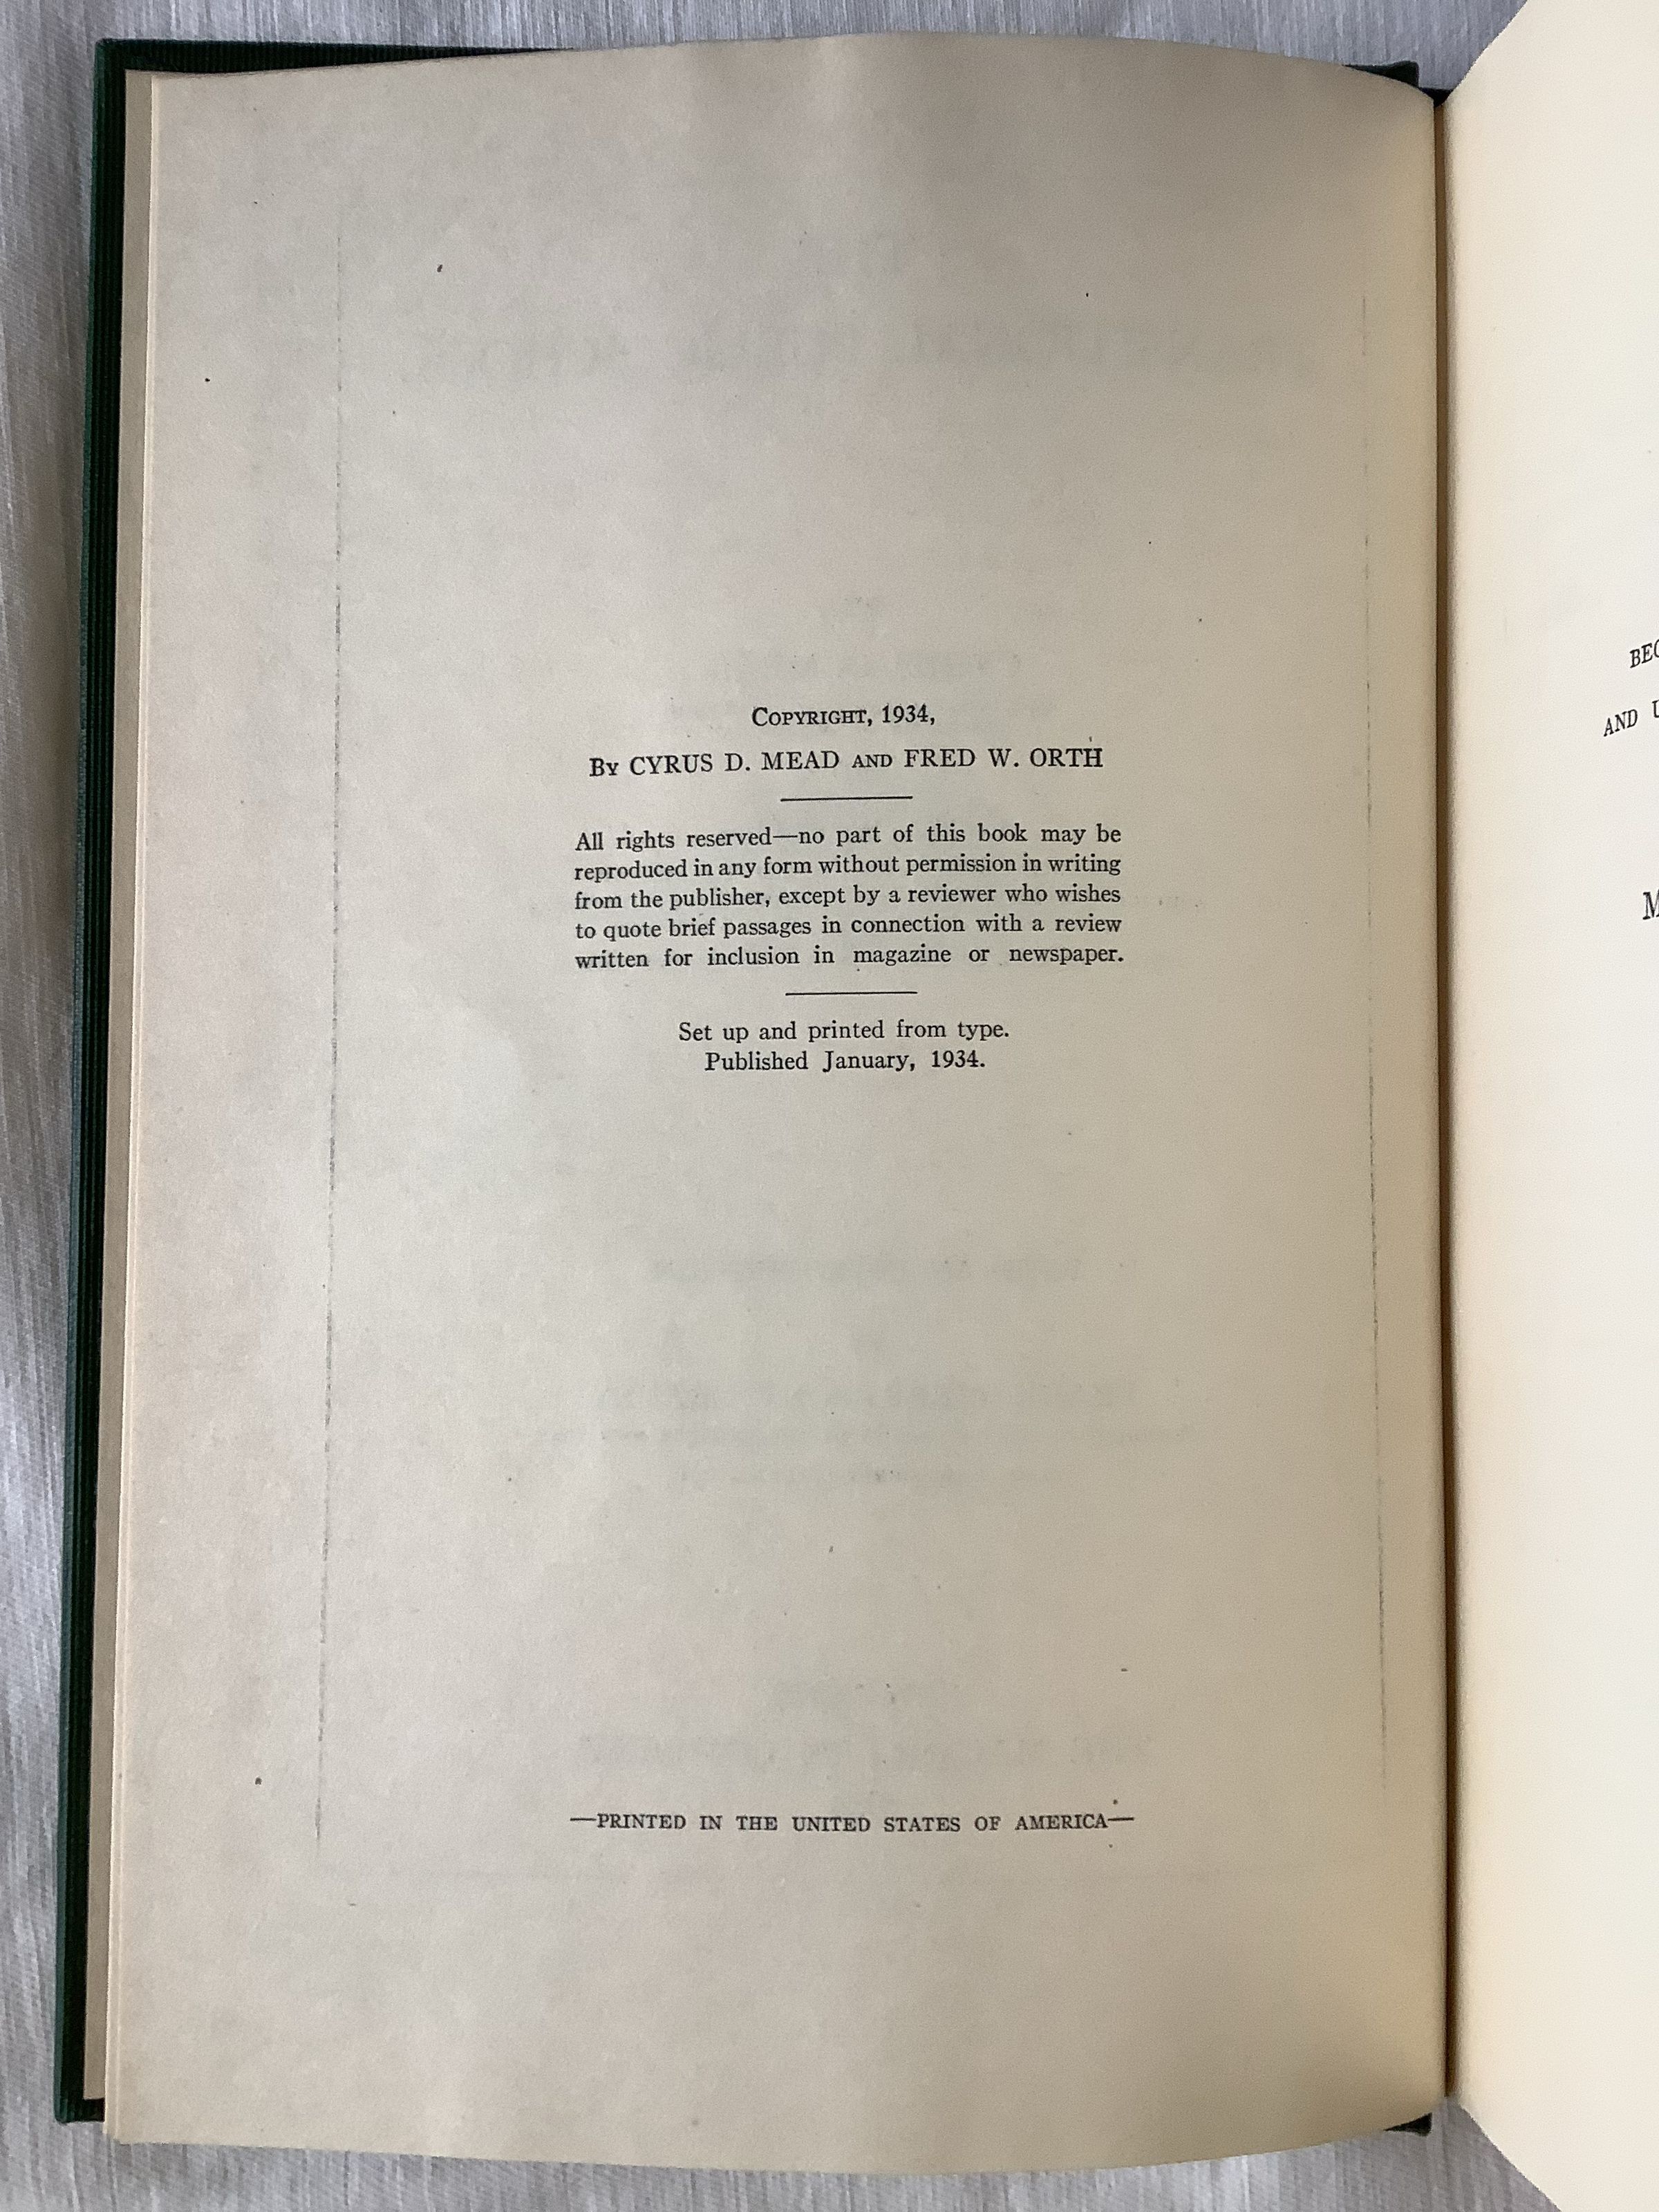 COPYRIGHT, 1934,
BY CYRUS D. MEAD AND FRED W. ORTH
All rights reserved—no part of this book may be
reproduced in any form without permission in writing
from the publisher, except by a reviewer who wishes
to quote brief passages in connection with a review
written for inclusion in magazine or newspaper.
Set up and printed from type.
Published January, 1934.
—PRINTED IN THE UNITED STATES OF AMERICA—
AND